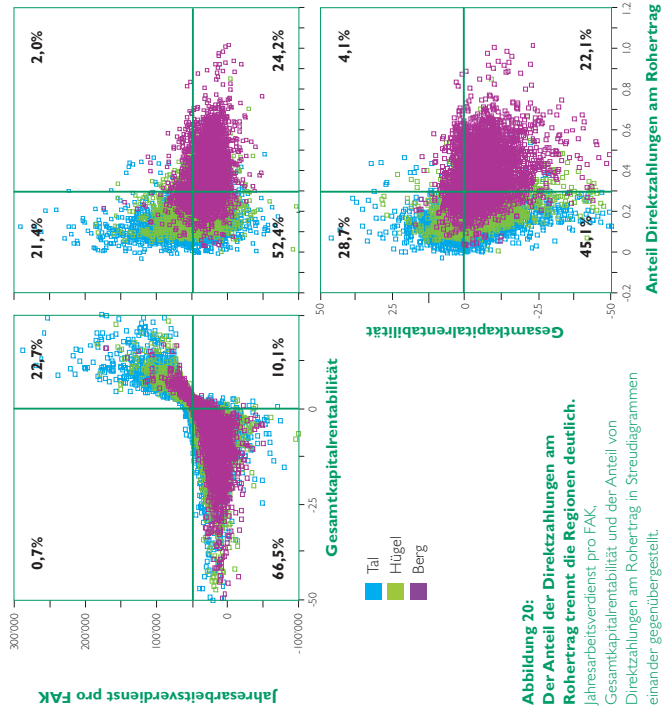 300'000
200'000
100'000
0
-100'000
Jahresarbeitsverdienst pro FAK
0,7%
22,7%
66,5%
10,1%
-50
-25
0
Gesamtkapitalrentabilität
21,4%
2,0%
52,4%
24,2%
50
25
0
-25
-50
Gesamtkapitalrentabilität
28,7%
4,1%
45,1%
22,1%
-0.2
0
0.2
0.4
0.6
0.8
1.0
1.2
Anteil Direktzahlungen am Rohertrag
Tal
Hügel
Berg
Abbildung 20:
Der Anteil der Direktzahlungen am
Rohertrag trennt die Regionen deutlich.
Jahresarbeitsverdienst pro FAK,
Gesamtkapitalrentabilität und der Anteil von
Direktzahlungen am Rohertrag in Streudiagrammen
einander gegenübergestellt.